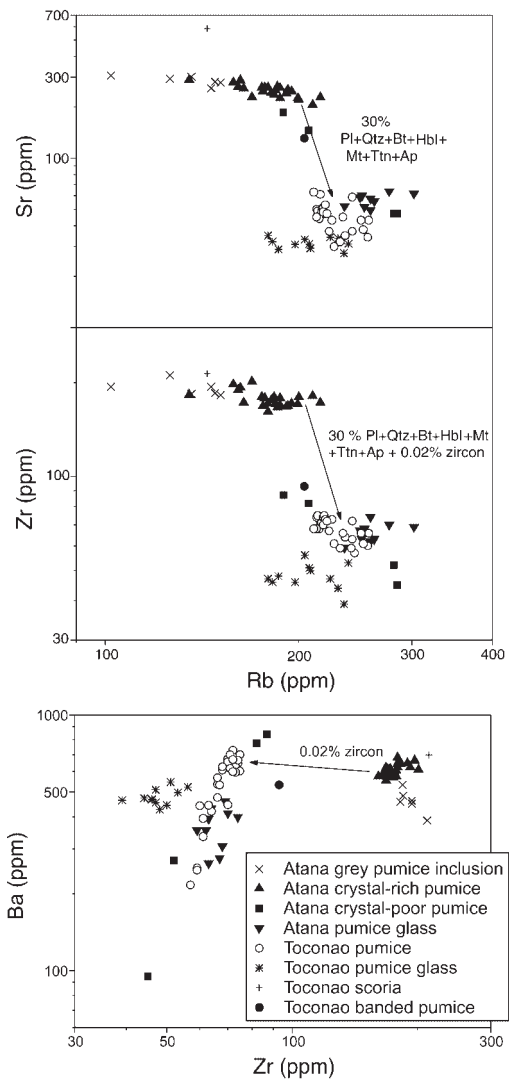 700
300
100
Sr (ppm)
30%
Pl+Qtz+Bt+Hbl+
Mt+Ttn+Ap
100
30
Zr (ppm)
30 % Pl+Qtz+Bt+Hbl+Mt
+Ttn+Ap + 0.02% zircon
100
200
300
400
Rb (ppm)
1000
500
100
Ba (ppm)
0.02% zircon
Atana grey pumice inclusion
Atana crystal-rich pumice
Atana crystal-poor pumice
Atana pumice glass
Toconao pumice
Toconao pumice glass
Toconao scoria
Toconao banded pumice
30
50
100
300
Zr (ppm)